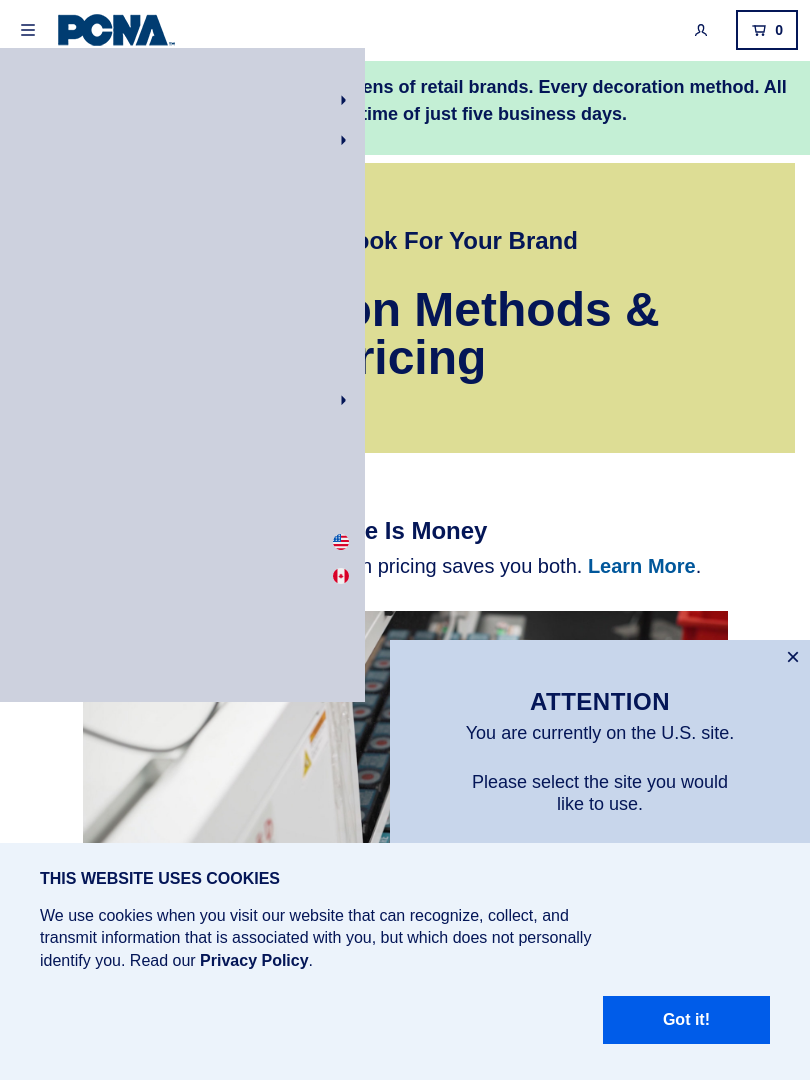 PCNA
0
ens of retail brands. Every decoration method. All
time of just five business days.
ook For Your Brand
on Methods &
ricing
e Is Money
n pricing saves you both. Learn More.
ATTENTION
You are currently on the U.S. site.
Please select the site you would
like to use.
THIS WEBSITE USES COOKIES
We use cookies when you visit our website that can recognize, collect, and
transmit information that is associated with you, but which does not personally
identify you. Read our Privacy Policy.
Got it!